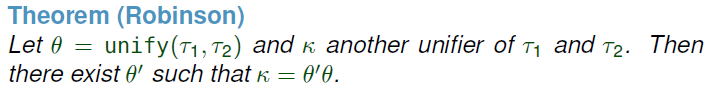 Theorem (Robinson)
Let θ = unify(τ₁, τ₂) and κ another unifier of τ₁ and τ₂. Then
there exist θ′ such that κ = θ′θ.